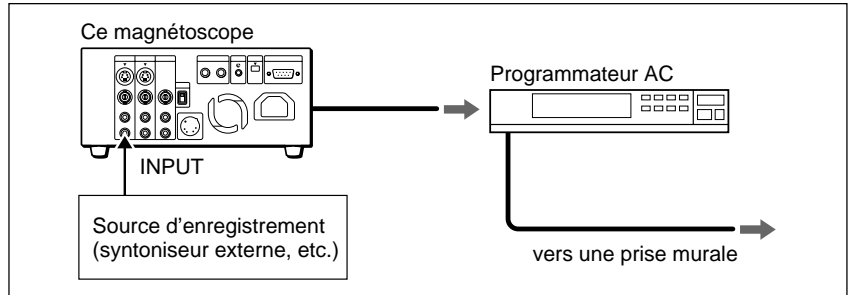 Ce magnétoscope
Programmateur AC
INPUT
Source d'enregistrement
(syntoniseur externe, etc.)
vers une prise murale